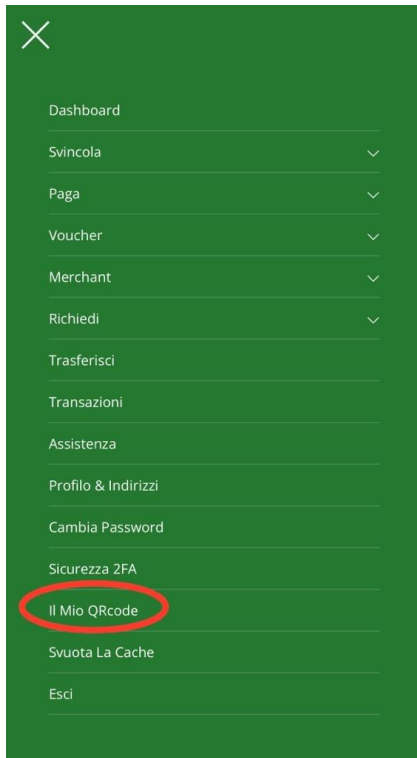 Dashboard
Svincola
Paga
Voucher
Merchant
Richiedi
Trasferisci
Transazioni
Assistenza
Profilo & Indirizzi
Cambia Password
Sicurezza 2FA
Il Mio QRcode
Svuota La Cache
Esci